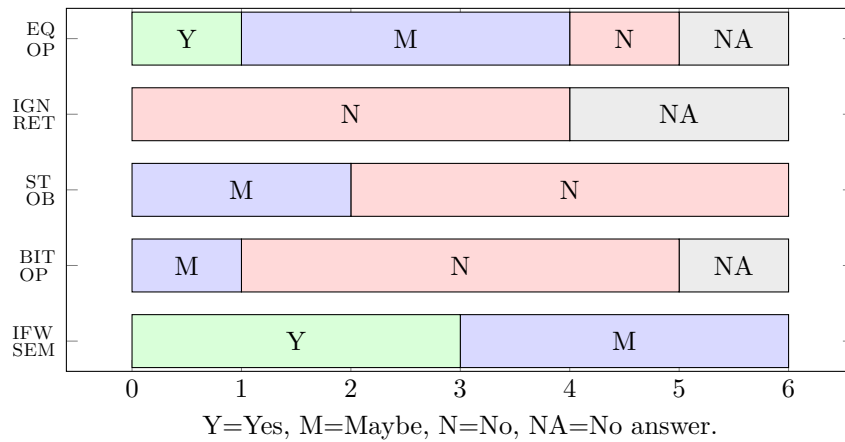 EQ
OP
Y M N NA
IGN
RET
N NA
ST
OB
M N
BIT
OP
M N NA
IFW
SEM
Y M
0 1 2 3 4 5 6
Y=Yes, M=Maybe, N=No, NA=No answer.